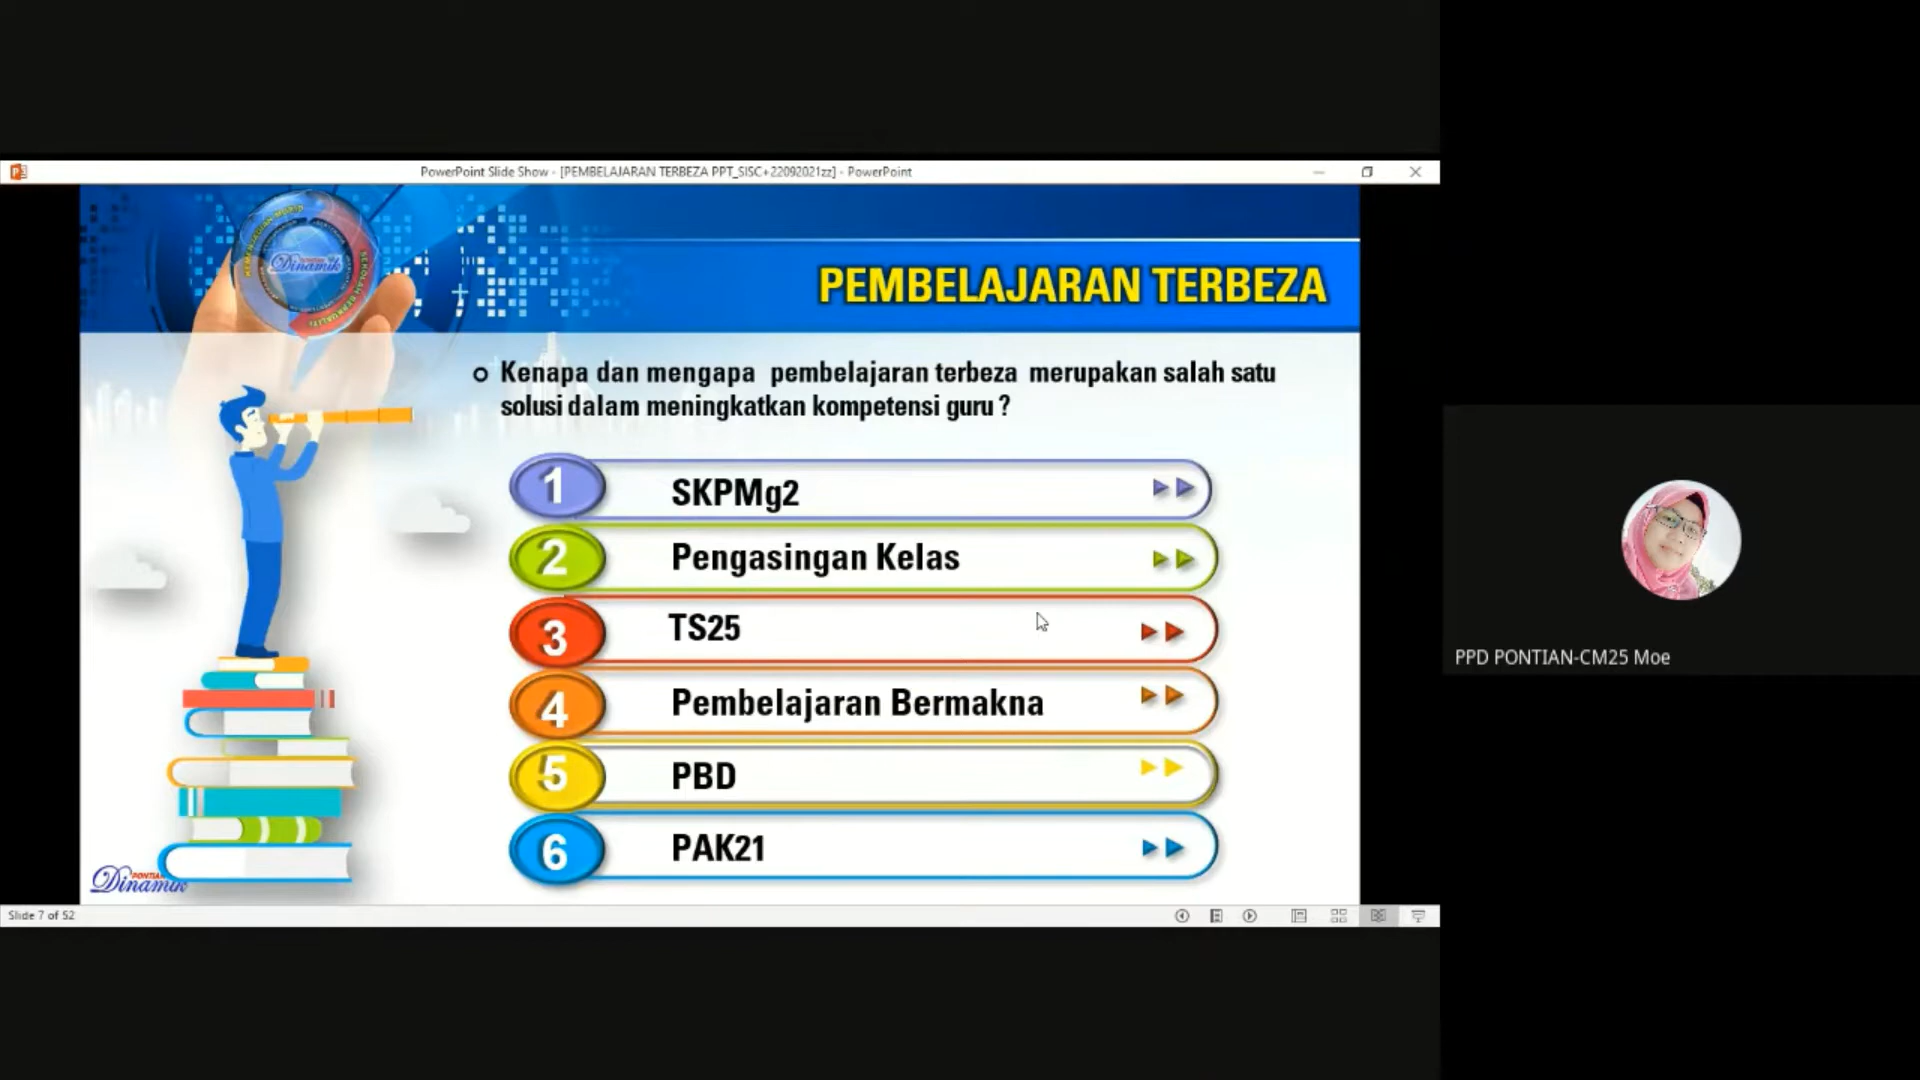 PowerPoint Slide Show - [PEMBELAJARAN TERBEZA PPT_SISC+22092021zz] - PowerPoint
Dinamik
PEMBELAJARAN TERBEZA
Kenapa dan mengapa pembelajaran terbeza merupakan salah satu
solusi dalam meningkatkan kompetensi guru ?
1 SKPMg2
2 Pengasingan Kelas
3 TS25
4 Pembelajaran Bermakna
5 PBD
6 PAK21
PONTIAN
Dinamik
Slide 7 of 52
PPD PONTIAN-CM25 Moe